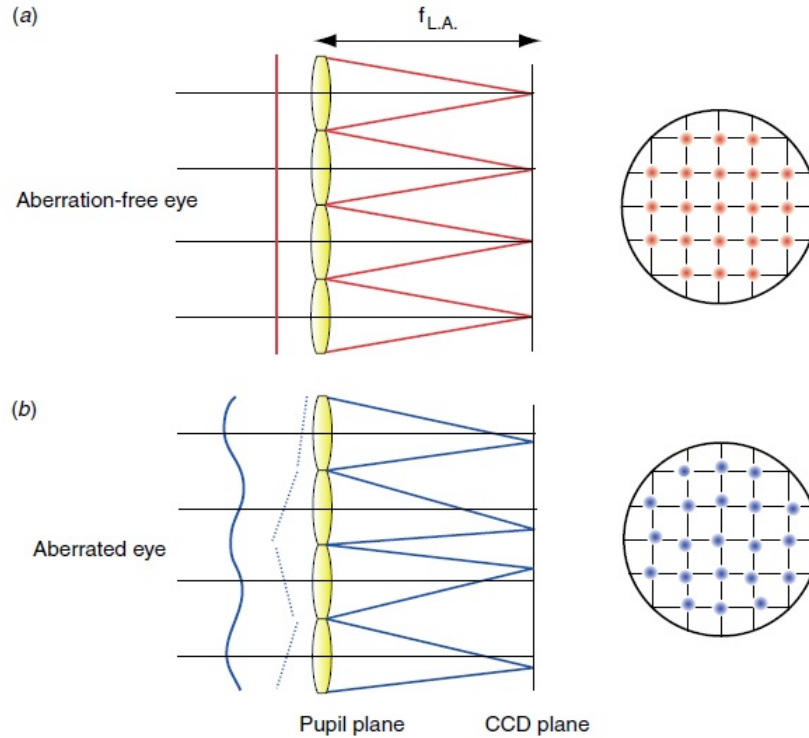 (a)
f L.A.
Aberration-free eye
(b)
Aberrated eye
Pupil plane
CCD plane